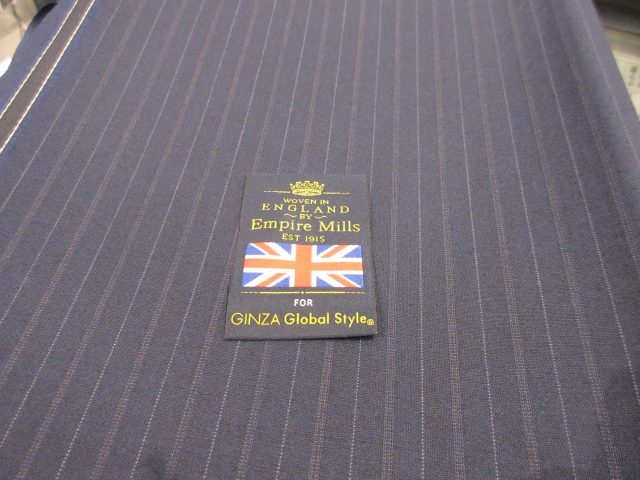 WOVEN IN
ENGLAND
~ BY ~
Empire Mills
EST 1915
FOR
GINZA Global Style®